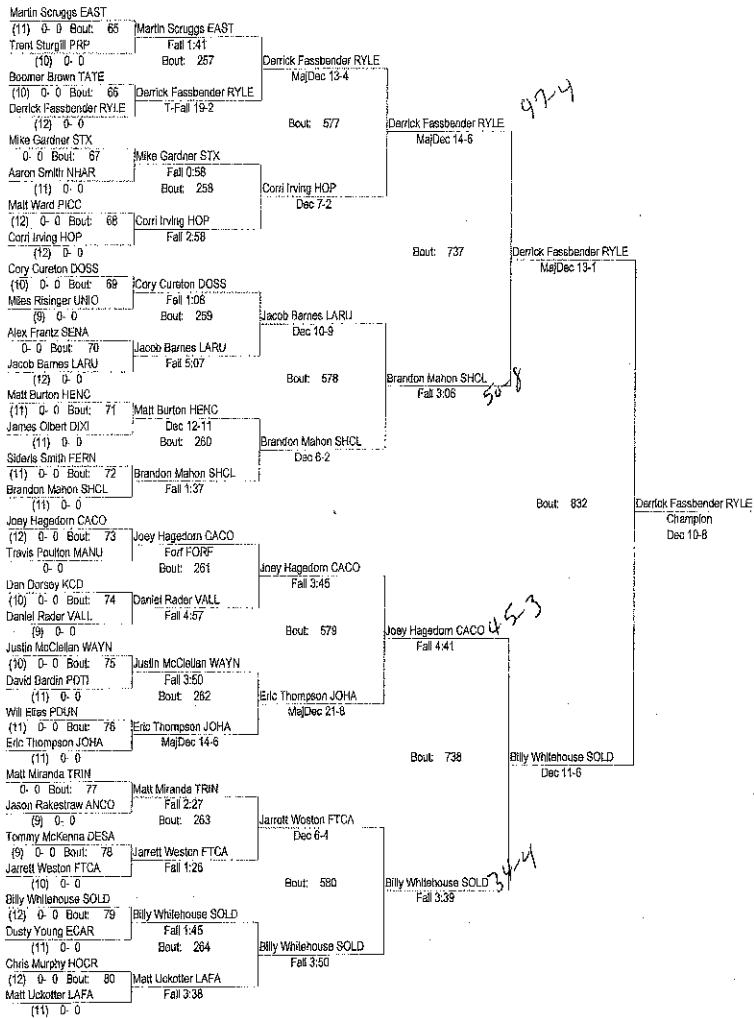 Martin Scruggs EAST
(11) 0- 0 Bout: 65
Trent Sturgill PRP
(10) 0- 0
Boomer Brown TATE
(10) 0- 0 Bout: 66
Derrick Fassbender RYLE
(12) 0- 0
Mike Gardner STX
0- 0 Bout: 67
Aaron Smith NHAR
(11) 0- 0
Matt Ward PICC
(12) 0- 0 Bout: 68
Corri Irving HOP
(12) 0- 0
Cory Cureton DOSS
(10) 0- 0 Bout: 69
Miles Risinger UNIO
(9) 0- 0
Alex Frantz SENA
0- 0 Bout: 70
Jacob Barnes LARU
(12) 0- 0
Matt Burton HENC
(11) 0- 0 Bout: 71
James Olbert DIXI
(11) 0- 0
Sideris Smith FERN
(11) 0- 0 Bout: 72
Brandon Mahon SHCL
(11) 0- 0
Joey Hagedorn CACO
(12) 0- 0 Bout: 73
Travis Poulton MANU
0- 0
Dan Dorsey KCD
(10) 0- 0 Bout: 74
Daniel Rader VALL
(9) 0- 0
Justin McClellan WAYN
(10) 0- 0 Bout: 75
David Bardin POTI
(11) 0- 0
Will Elias PDUN
(11) 0- 0 Bout: 76
Eric Thompson JOHA
(11) 0- 0
Matt Miranda TRIN
0- 0 Bout: 77
Jason Rakestraw ANCO
(9) 0- 0
Tommy McKenna DESA
(9) 0- 0 Bout: 78
Jarrett Weston FTCA
(10) 0- 0
Billy Whitehouse SOLD
(12) 0- 0 Bout: 79
Dusty Young ECAR
(11) 0- 0
Chris Murphy HOCR
(12) 0- 0 Bout: 80
Matt Uckotter LAFA
(11) 0- 0
Martin Scruggs EAST
Fall 1:41
Bout: 257
Derrick Fassbender RYLE
T-Fall 19-2
Mike Gardner STX
Fall 0:58
Bout: 258
Corri Irving HOP
Fall 2:58
Cory Cureton DOSS
Fall 1:08
Bout: 259
Jacob Barnes LARU
Fall 5:07
Matt Burton HENC
Dec 12-11
Bout: 260
Brandon Mahon SHCL
Fall 1:37
Joey Hagedorn CACO
Forf FORF
Bout: 261
Daniel Rader VALL
Fall 4:57
Justin McClellan WAYN
Fall 3:50
Bout: 262
Eric Thompson JOHA
MajDec 14-6
Matt Miranda TRIN
Fall 2:27
Bout: 263
Jarrett Weston FTCA
Fall 1:26
Billy Whitehouse SOLD
Fall 1:45
Bout: 264
Matt Uckotter LAFA
Fall 3:38
Derrick Fassbender RYLE
MajDec 13-4
Bout: 577
Corri Irving HOP
Dec 7-2
Jacob Barnes LARU
Dec 10-9
Bout: 578
Brandon Mahon SHCL
Dec 6-2
Joey Hagedorn CACO
Fall 3:45
Bout: 579
Eric Thompson JOHA
MajDec 21-8
Jarrett Weston FTCA
Dec 6-4
Bout: 580
Billy Whitehouse SOLD
Fall 3:50
Derrick Fassbender RYLE
MajDec 14-6
Bout: 737
Brandon Mahon SHCL 50-8
Fall 3:06
Joey Hagedorn CACO 45-3
Fall 4:41
Bout: 738
Billy Whitehouse SOLD 34-4
Fall 3:39
Derrick Fassbender RYLE
MajDec 13-1
Bout: 832
Billy Whitehouse SOLD
Dec 11-6
Derrick Fassbender RYLE
Champion
Dec 10-8